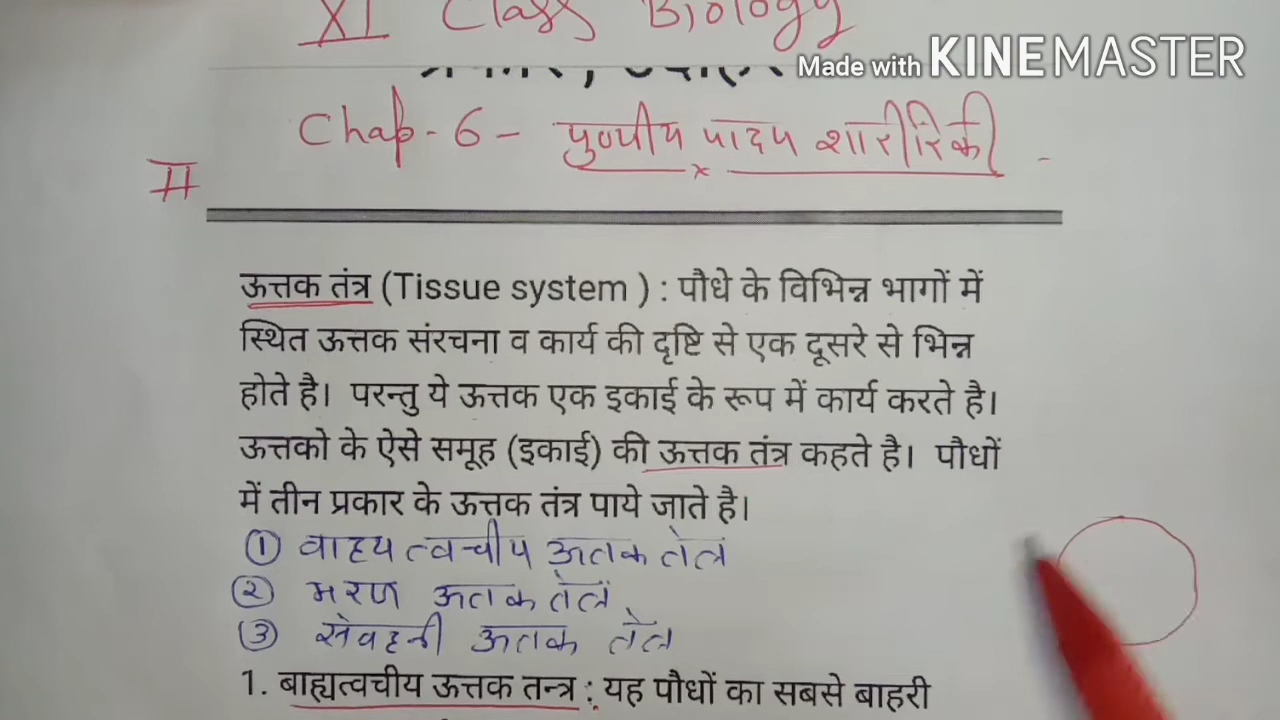 XI Class Biology
Made with KINEMASTER
Chap - 6 - पुष्पीय पादप शारीरिकी
II
ऊत्तक तंत्र (Tissue system ) : पौधे के विभिन्न भागों में
स्थित ऊत्तक संरचना व कार्य की दृष्टि से एक दूसरे से भिन्न
होते है। परन्तु ये ऊत्तक एक इकाई के रूप में कार्य करते है।
ऊत्तको के ऐसे समूह (इकाई) की ऊत्तक तंत्र कहते है। पौधों
में तीन प्रकार के ऊत्तक तंत्र पाये जाते है।
① वाह्य त्वचीय ऊतक तंत्र
② भरण ऊतक तंत्र
③ संवहनी ऊतक तंत्र
1. बाह्यत्वचीय ऊत्तक तन्त्र : यह पौधों का सबसे बाहरी